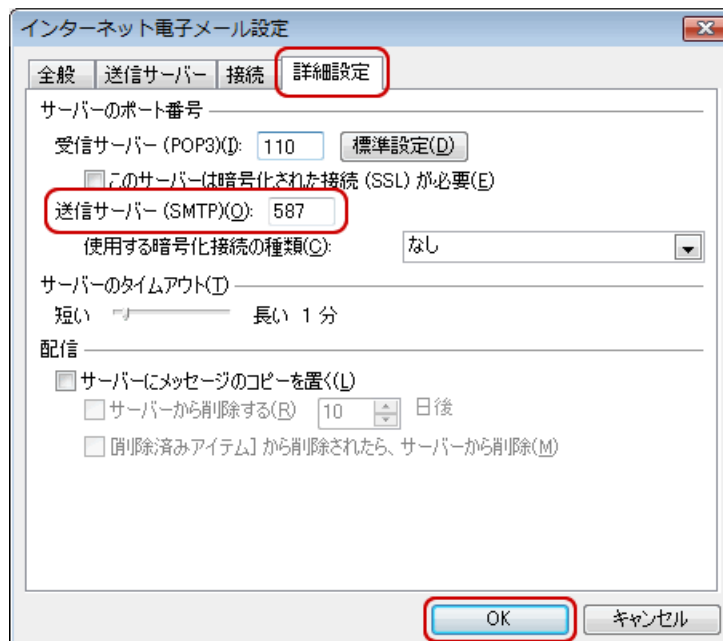 インターネット電子メール設定
全般 送信サーバー 接続 詳細設定
サーバーのポート番号
受信サーバー (POP3)(I): 110 標準設定(D)
このサーバーは暗号化された接続 (SSL) が必要(E)
送信サーバー (SMTP)(O): 587
使用する暗号化接続の種類(C): なし
サーバーのタイムアウト(T)
短い 長い 1 分
配信
サーバーにメッセージのコピーを置く(L)
サーバーから削除する(R) 10 日後
[削除済みアイテム] から削除されたら、サーバーから削除(M)
OK キャンセル